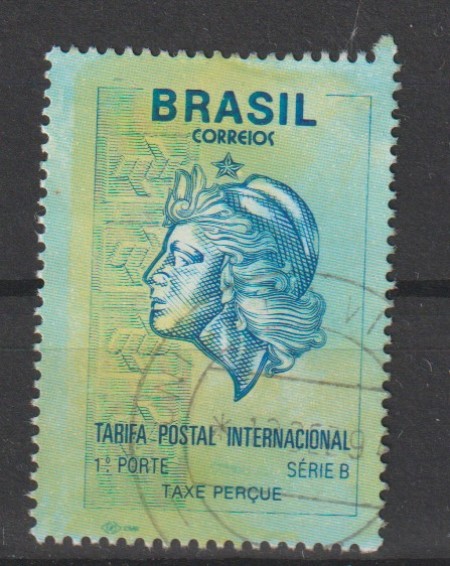 BRASIL
CORREIOS
TARIFA POSTAL INTERNACIONAL
1º PORTE SÉRIE B
TAXE PERÇUE